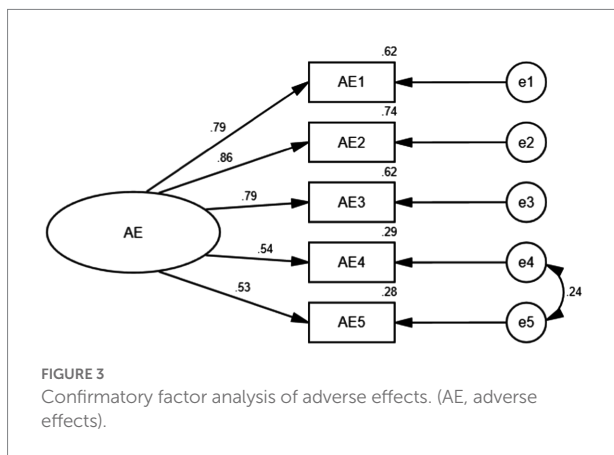 .62
AE1
e1
.79
.74
AE2
e2
.86
.62
AE3
e3
.79
AE
.29
AE4
e4
.54
.24
.28
AE5
e5
.53
FIGURE 3
Confirmatory factor analysis of adverse effects. (AE, adverse
effects).